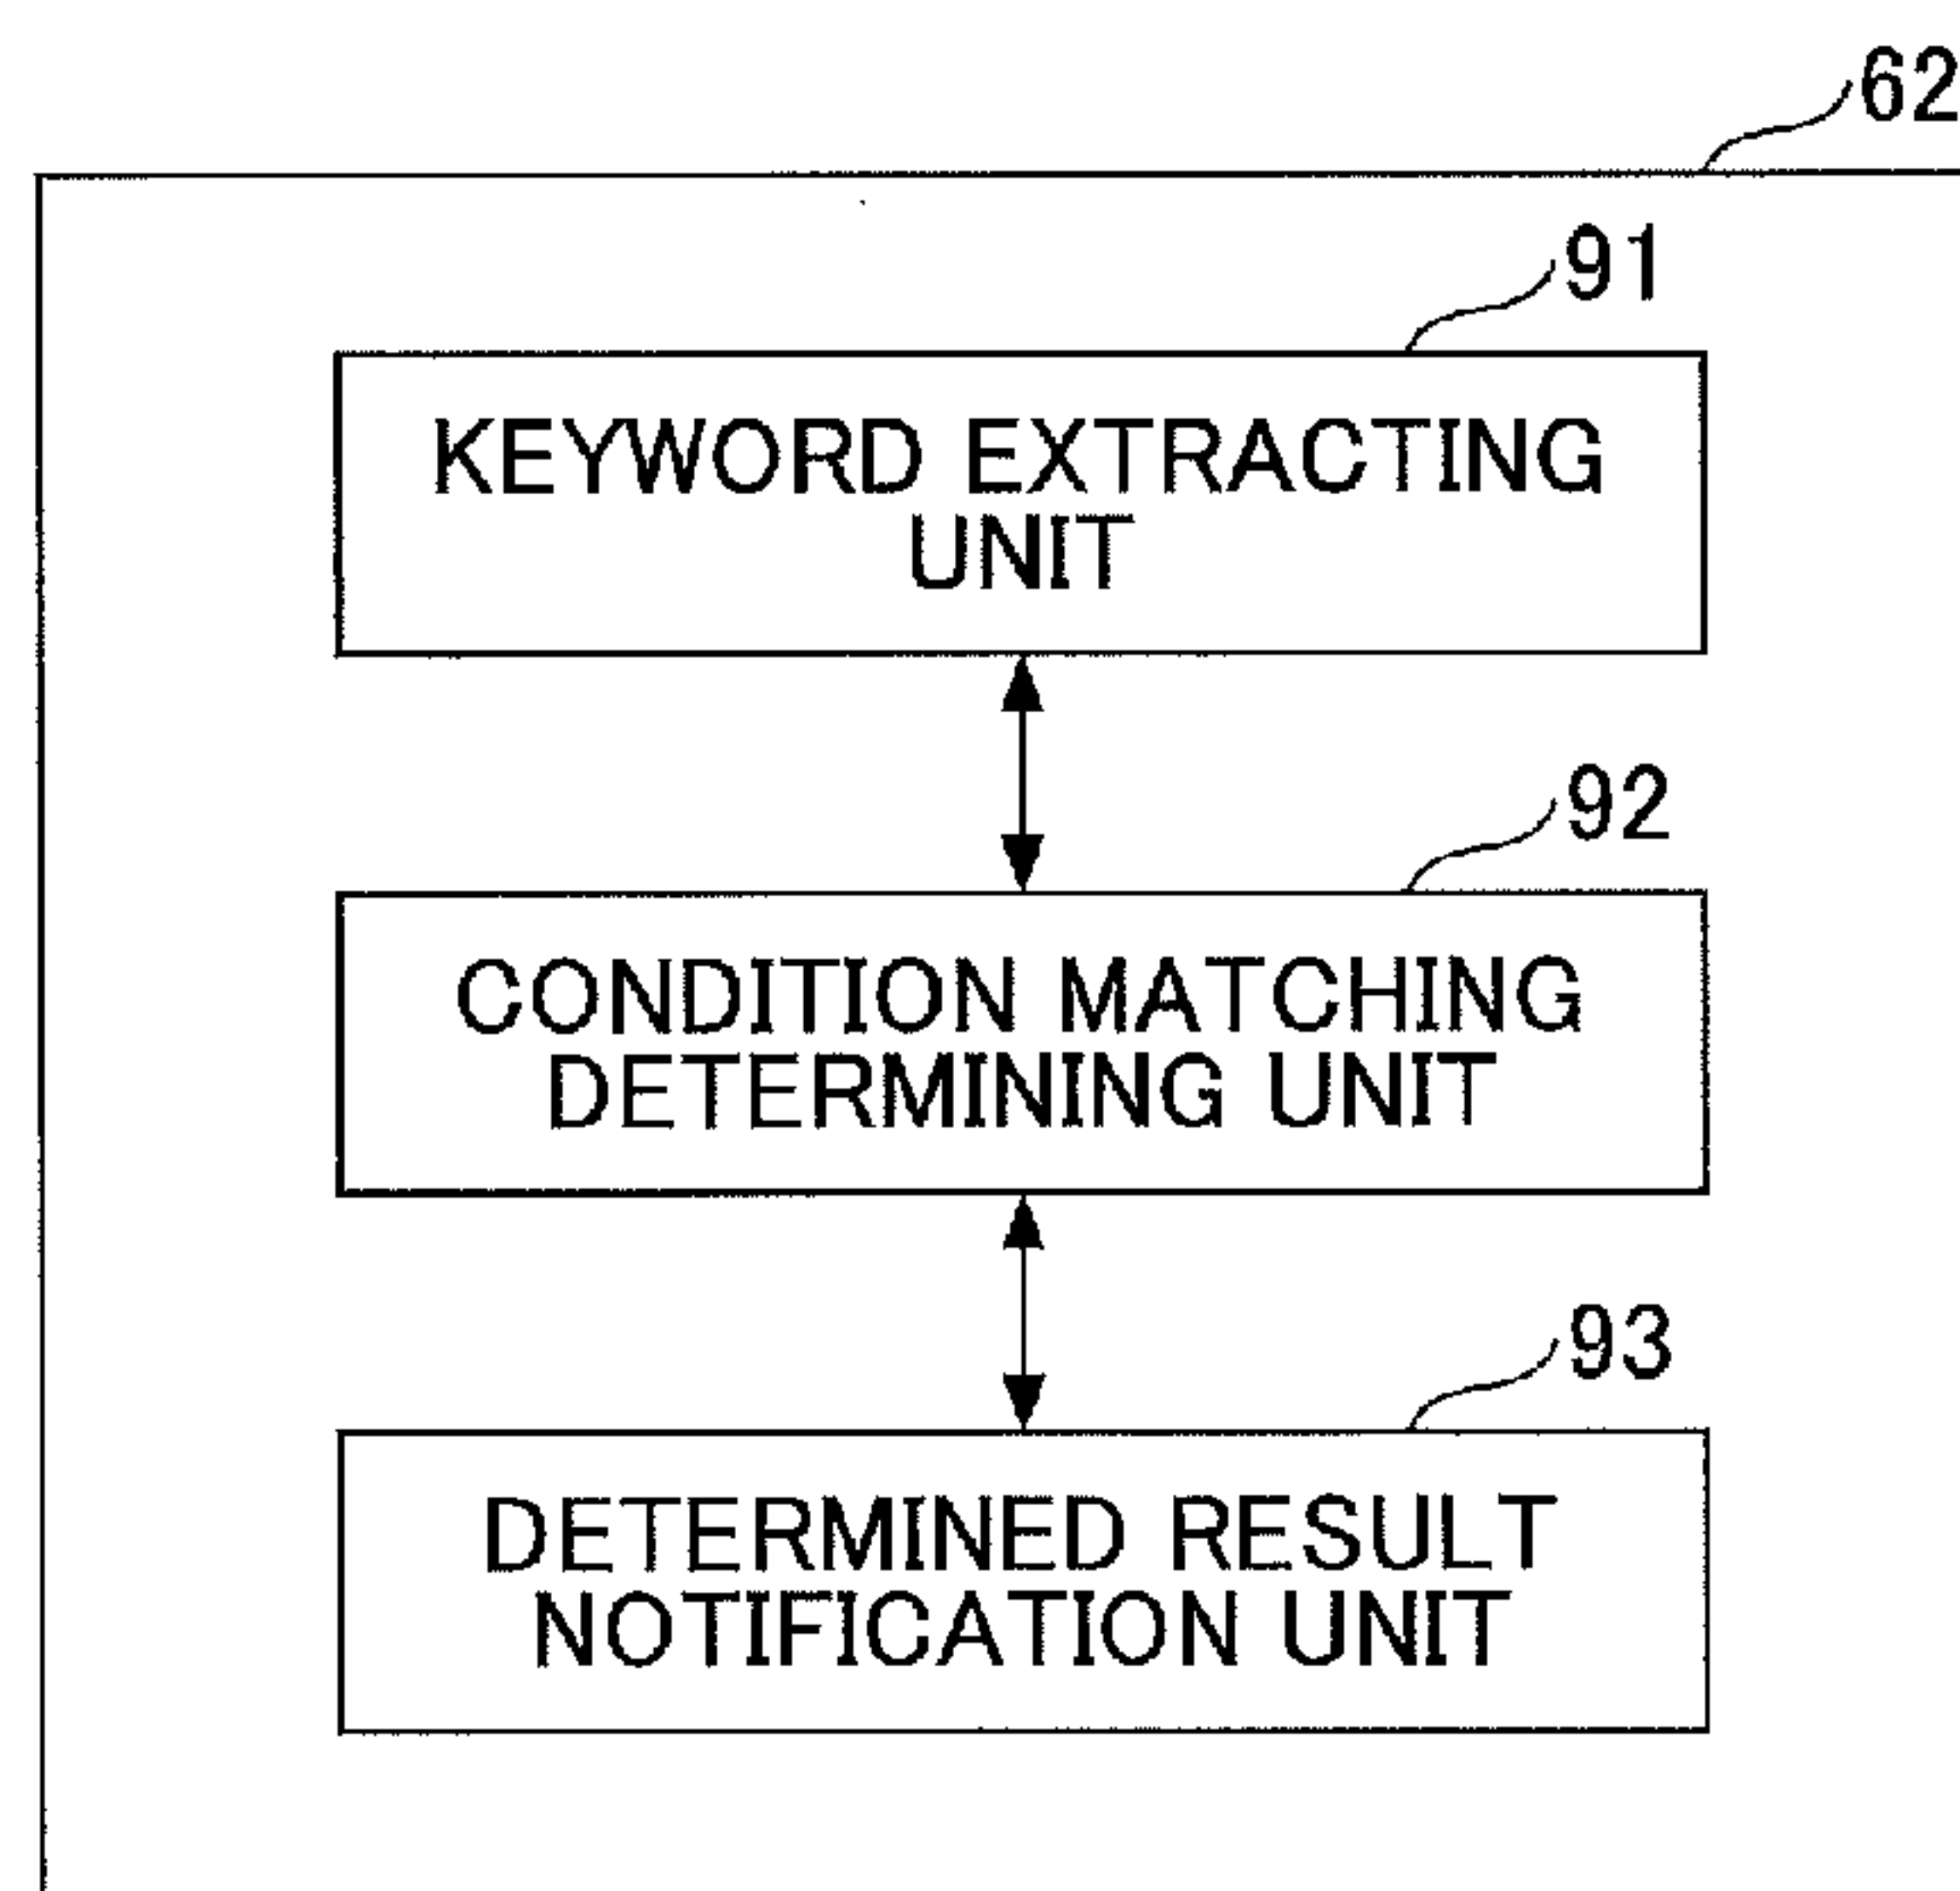 62
91
KEYWORD EXTRACTING
UNIT
92
CONDITION MATCHING
DETERMINING UNIT
93
DETERMINED RESULT
NOTIFICATION UNIT